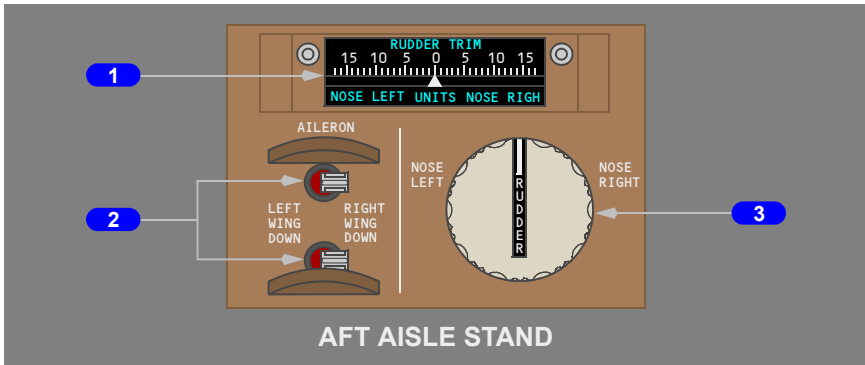 RUDDER TRIM
15 10 5 0 5 10 15
NOSE LEFT UNITS NOSE RIGH
1
AILERON
NOSE
LEFT
NOSE
RIGHT
RUDDER
LEFT
WING
DOWN
RIGHT
WING
DOWN
2
3
AFT AISLE STAND